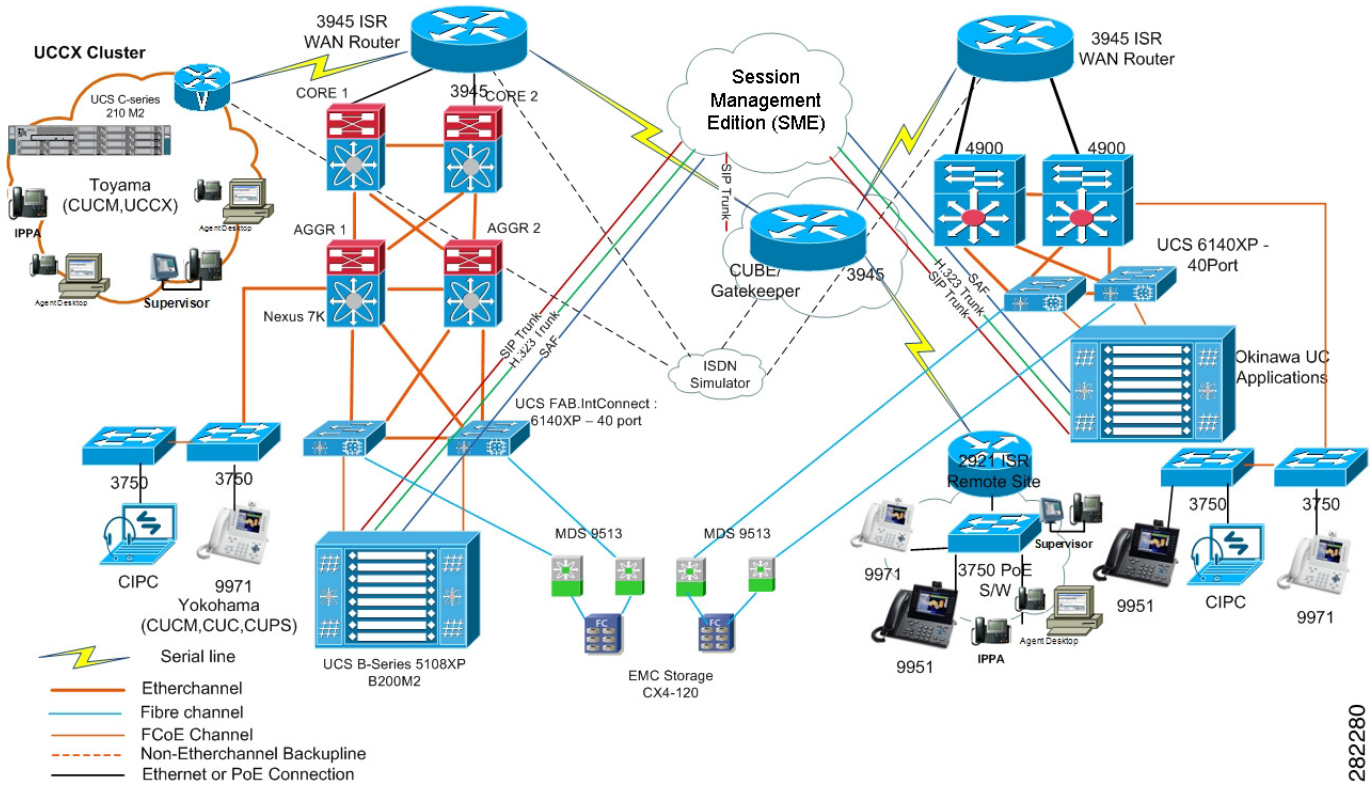 3945 ISR
WAN Router
UCCX Cluster
UCS C-series
210 M2
Toyama
(CUCM,UCCX)
IPPA
Agent Desktop
Agent Desktop
Supervisor
CORE 1
3945
CORE 2
AGGR 1
AGGR 2
Nexus 7K
Session
Management
Edition (SME)
SIP Trunk
CUBE/
Gatekeeper
3945
ISDN
Simulator
SIP Trunk
H.323 Trunk
SAF
3945 ISR
WAN Router
4900
4900
UCS 6140XP -
40Port
SAF
H.323 Trunk
SIP Trunk
Okinawa UC
Applications
UCS FAB.IntConnect :
6140XP – 40 port
3750
3750
CIPC
9971
Yokohama
(CUCM,CUC,CUPS)
UCS B-Series 5108XP
B200M2
MDS 9513
MDS 9513
FC
FC
EMC Storage
CX4-120
2921 ISR
Remote Site
9971
3750 PoE
S/W
Supervisor
9951
IPPA
Agent Desktop
3750
3750
9951
CIPC
9971
Serial line
Etherchannel
Fibre channel
FCoE Channel
Non-Etherchannel Backupline
Ethernet or PoE Connection
282280